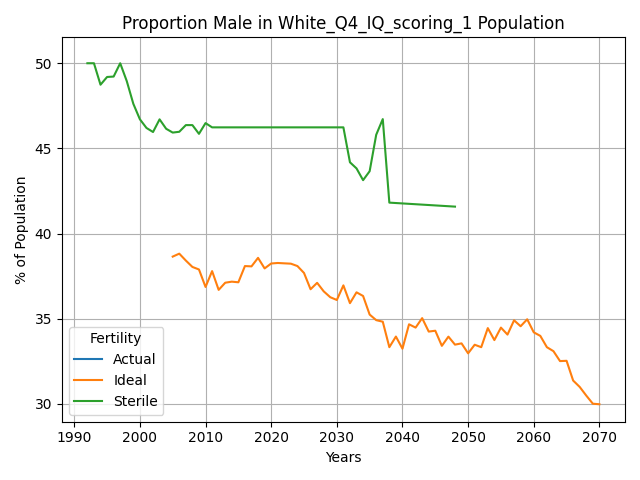 Proportion Male in White_Q4_IQ_scoring_1 Population
% of Population
50
45
40
35
30
Fertility
Actual
Ideal
Sterile
1990 2000 2010 2020 2030 2040 2050 2060 2070
Years